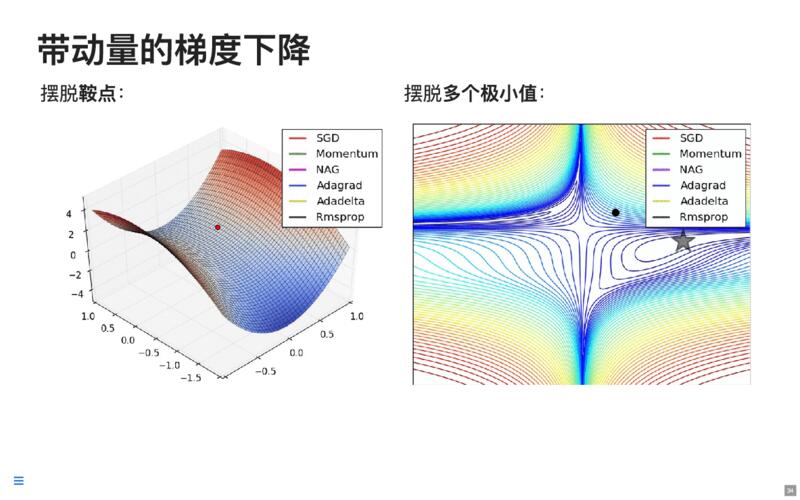 带动量的梯度下降
摆脱鞍点:
摆脱多个极小值:
SGD
Momentum
NAG
Adagrad
Adadelta
Rmsprop
4
2
0
−2
−4
1.0
0.5
0.0
−0.5
−1.0
−1.5
−0.5
0.0
0.5
1.0
SGD
Momentum
NAG
Adagrad
Adadelta
Rmsprop
34